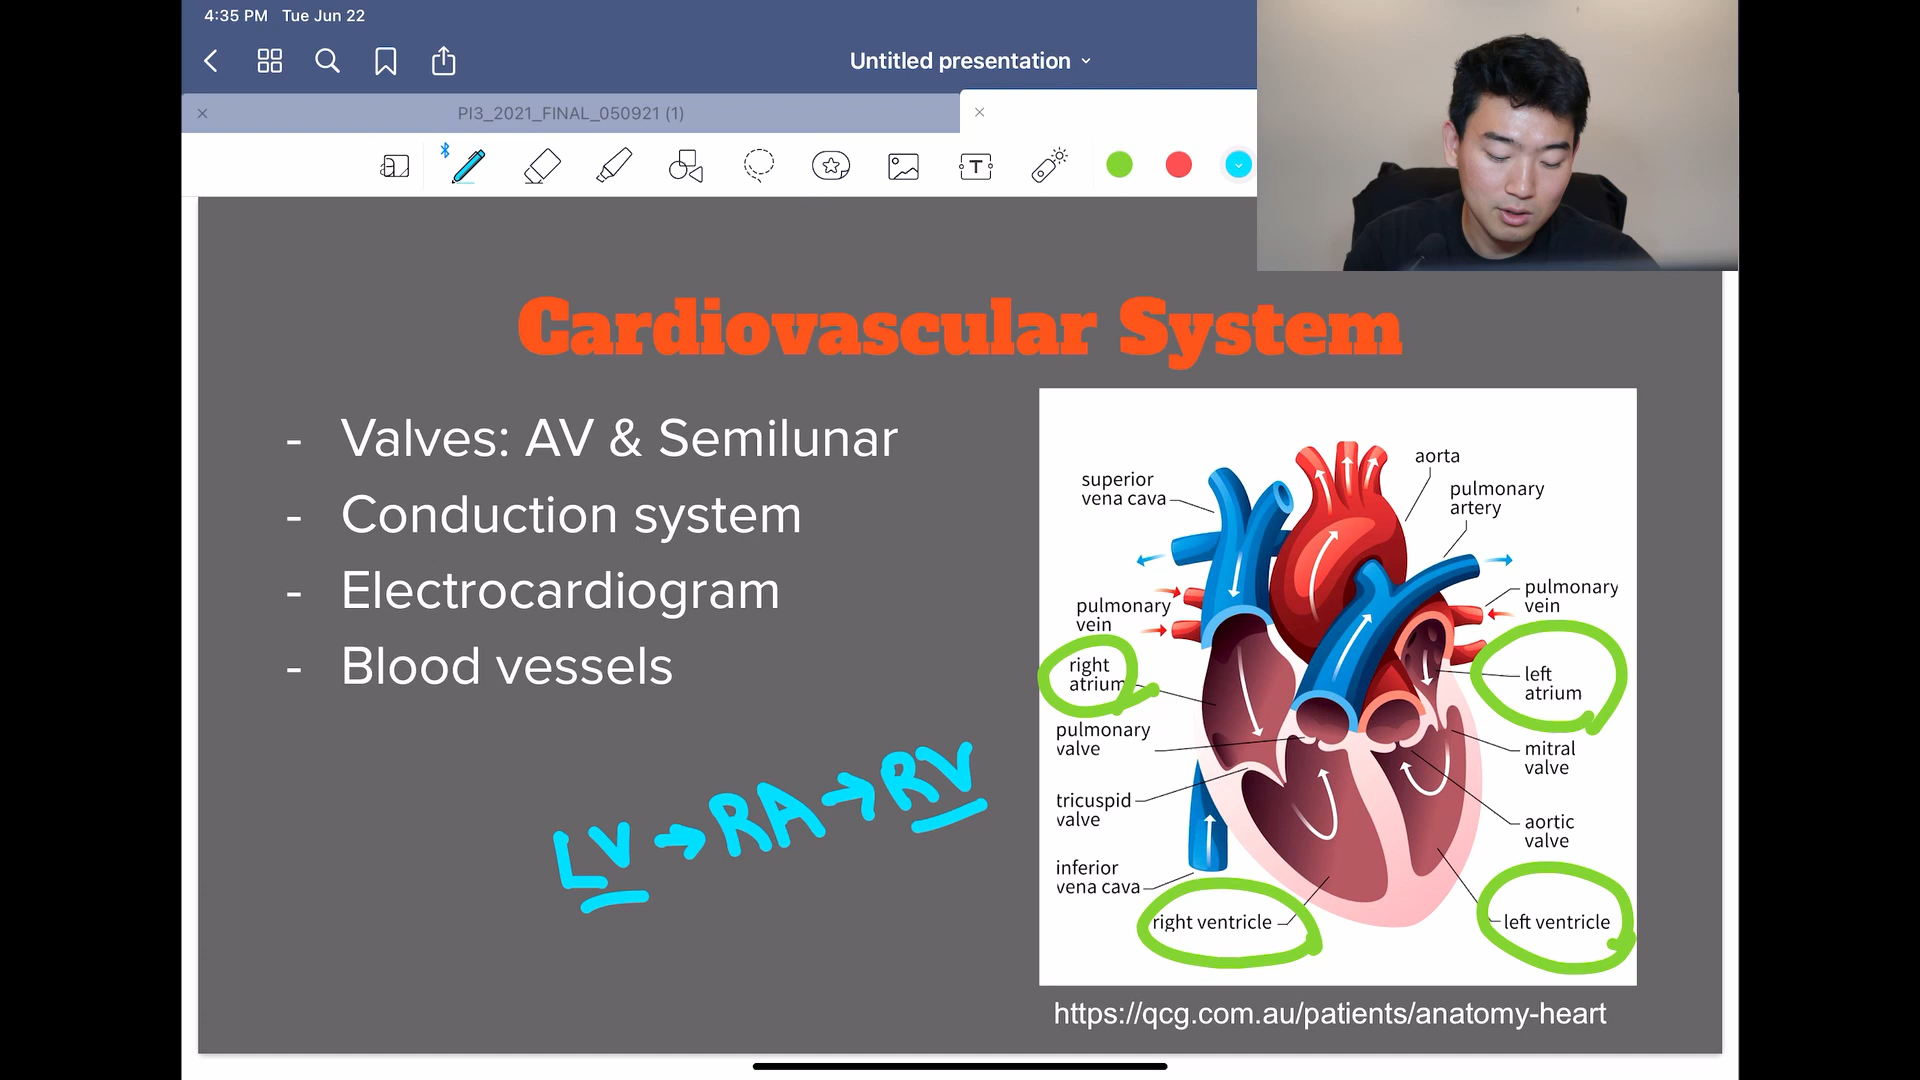 4:35 PM Tue Jun 22
Untitled presentation
PI3_2021_FINAL_050921 (1)
T
Cardiovascular System
- Valves: AV & Semilunar
- Conduction system
- Electrocardiogram
- Blood vessels
LV → RA → RV
superior
vena cava
aorta
pulmonary
artery
pulmonary
vein
pulmonary
vein
right
atrium
left
atrium
pulmonary
valve
mitral
valve
tricuspid
valve
aortic
valve
inferior
vena cava
right ventricle
left ventricle
https://qcg.com.au/patients/anatomy-heart